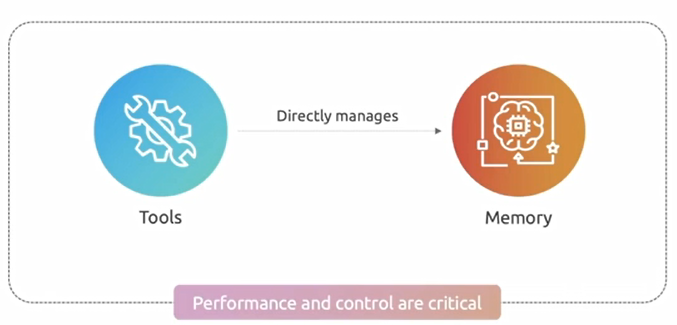 Directly manages
Tools
Memory
Performance and control are critical